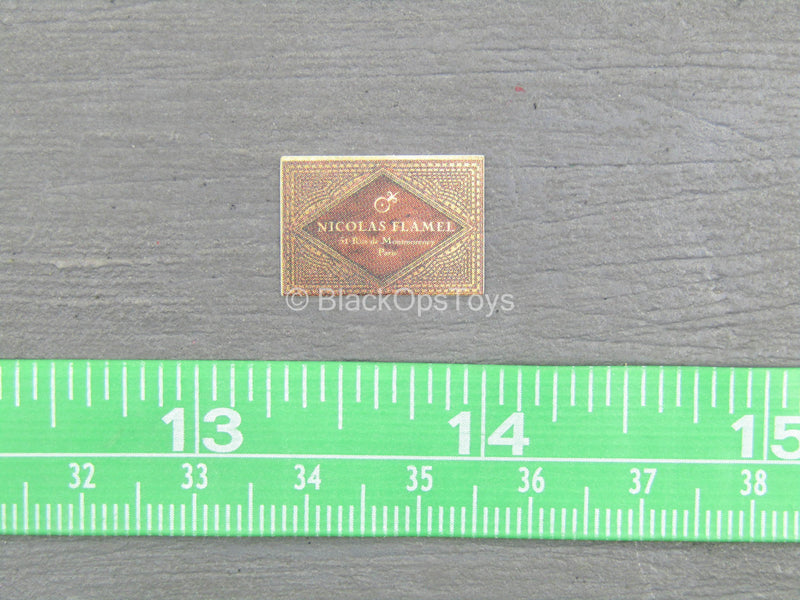 NICOLAS FLAMEL
51 Rue de Montmorency
Paris
© BlackOpsToys
13 14 15
32 33 34 35 36 37 38